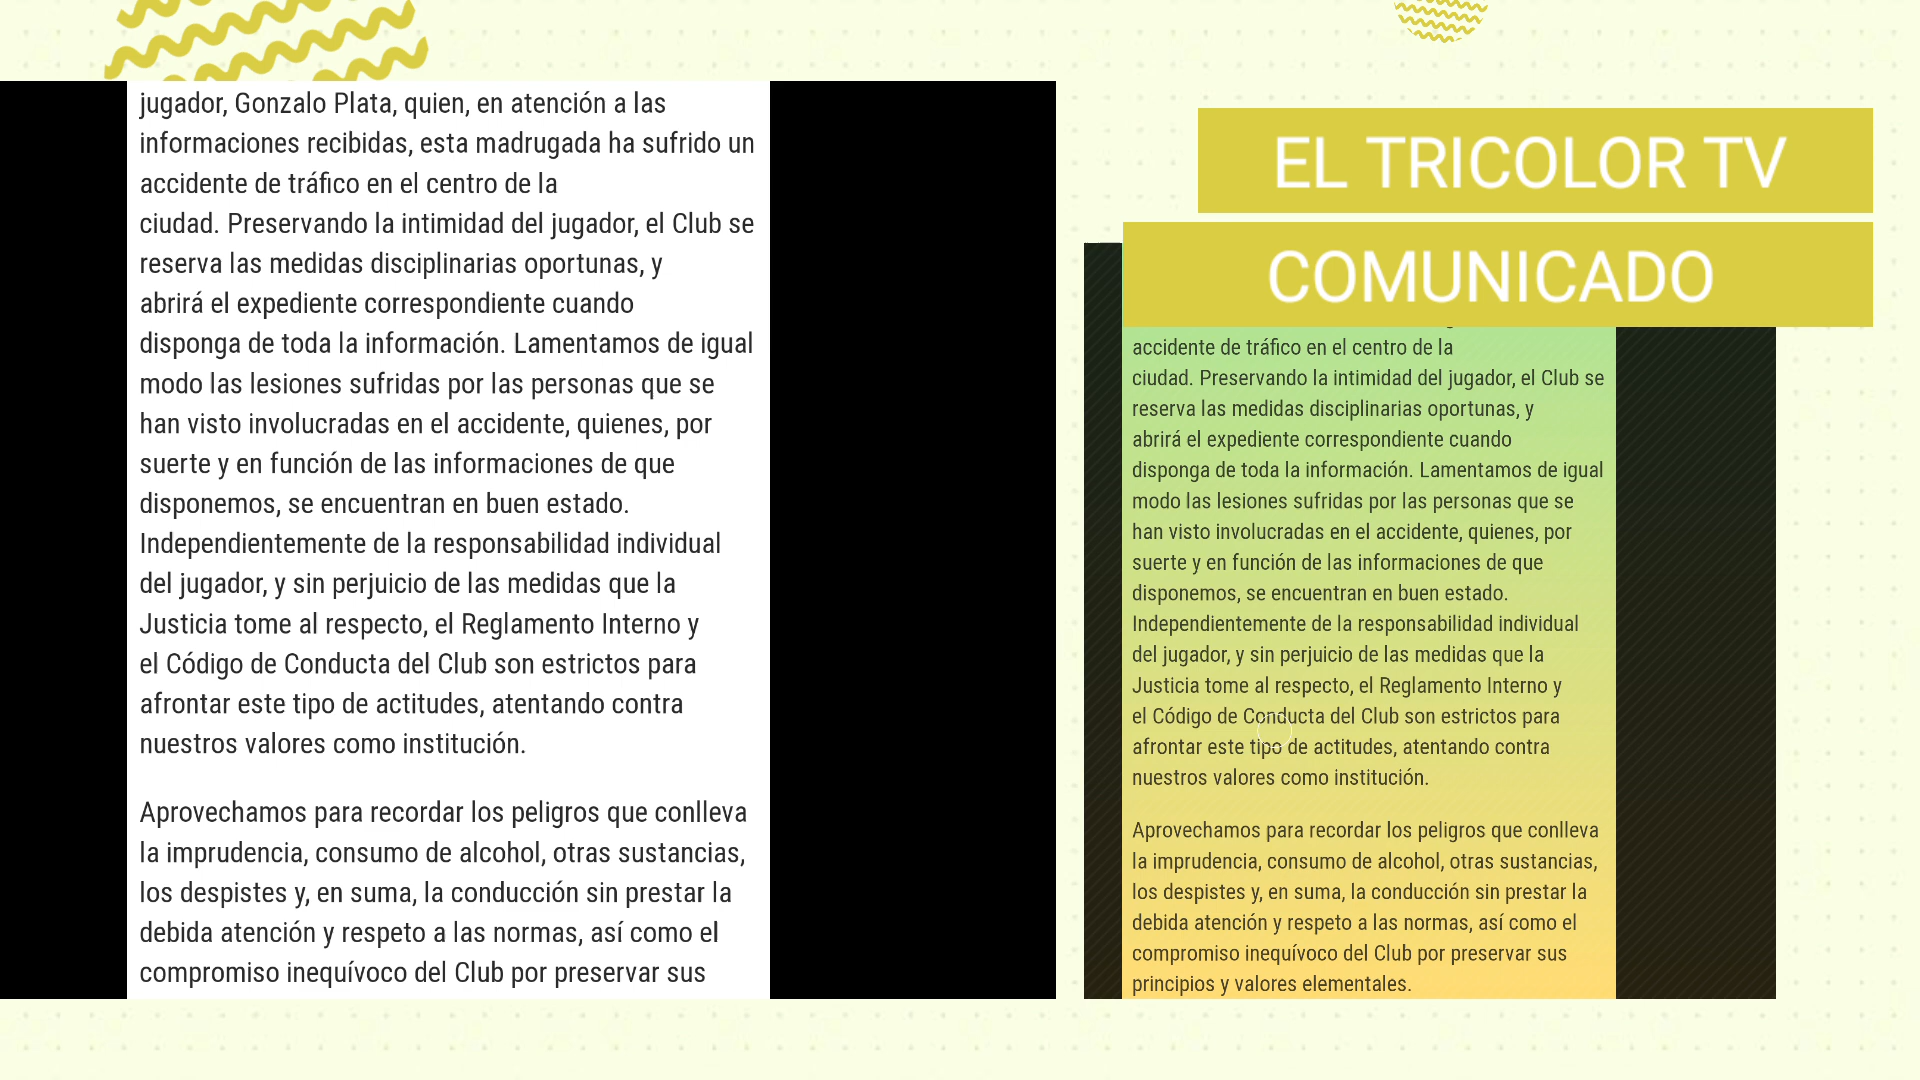 jugador, Gonzalo Plata, quien, en atención a las
informaciones recibidas, esta madrugada ha sufrido un
accidente de tráfico en el centro de la
ciudad. Preservando la intimidad del jugador, el Club se
reserva las medidas disciplinarias oportunas, y
abrirá el expediente correspondiente cuando
disponga de toda la información. Lamentamos de igual
modo las lesiones sufridas por las personas que se
han visto involucradas en el accidente, quienes, por
suerte y en función de las informaciones de que
disponemos, se encuentran en buen estado.
Independientemente de la responsabilidad individual
del jugador, y sin perjuicio de las medidas que la
Justicia tome al respecto, el Reglamento Interno y
el Código de Conducta del Club son estrictos para
afrontar este tipo de actitudes, atentando contra
nuestros valores como institución.
Aprovechamos para recordar los peligros que conlleva
la imprudencia, consumo de alcohol, otras sustancias,
los despistes y, en suma, la conducción sin prestar la
debida atención y respeto a las normas, así como el
compromiso inequívoco del Club por preservar sus
EL TRICOLOR TV
COMUNICADO
accidente de tráfico en el centro de la
ciudad. Preservando la intimidad del jugador, el Club se
reserva las medidas disciplinarias oportunas, y
abrirá el expediente correspondiente cuando
disponga de toda la información. Lamentamos de igual
modo las lesiones sufridas por las personas que se
han visto involucradas en el accidente, quienes, por
suerte y en función de las informaciones de que
disponemos, se encuentran en buen estado.
Independientemente de la responsabilidad individual
del jugador, y sin perjuicio de las medidas que la
Justicia tome al respecto, el Reglamento Interno y
el Código de Conducta del Club son estrictos para
afrontar este tipo de actitudes, atentando contra
nuestros valores como institución.
Aprovechamos para recordar los peligros que conlleva
la imprudencia, consumo de alcohol, otras sustancias,
los despistes y, en suma, la conducción sin prestar la
debida atención y respeto a las normas, así como el
compromiso inequívoco del Club por preservar sus
principios y valores elementales.